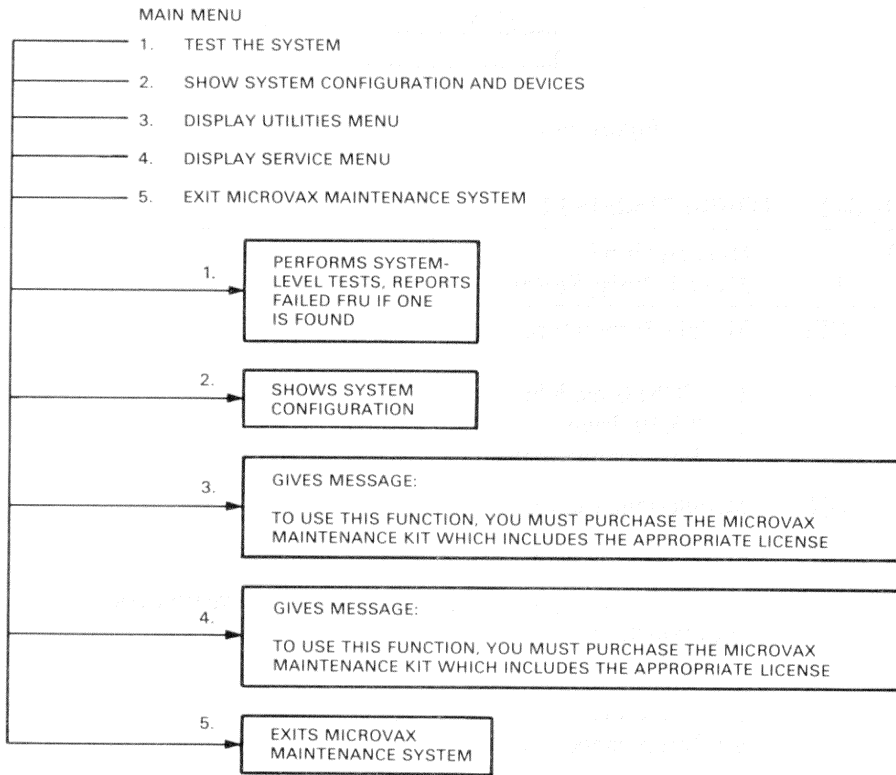 MAIN MENU
1. TEST THE SYSTEM
2. SHOW SYSTEM CONFIGURATION AND DEVICES
3. DISPLAY UTILITIES MENU
4. DISPLAY SERVICE MENU
5. EXIT MICROVAX MAINTENANCE SYSTEM
1.
PERFORMS SYSTEM-
LEVEL TESTS, REPORTS
FAILED FRU IF ONE
IS FOUND
2.
SHOWS SYSTEM
CONFIGURATION
3.
GIVES MESSAGE:
TO USE THIS FUNCTION, YOU MUST PURCHASE THE MICROVAX
MAINTENANCE KIT WHICH INCLUDES THE APPROPRIATE LICENSE
4.
GIVES MESSAGE:
TO USE THIS FUNCTION, YOU MUST PURCHASE THE MICROVAX
MAINTENANCE KIT WHICH INCLUDES THE APPROPRIATE LICENSE
5.
EXITS MICROVAX
MAINTENANCE SYSTEM